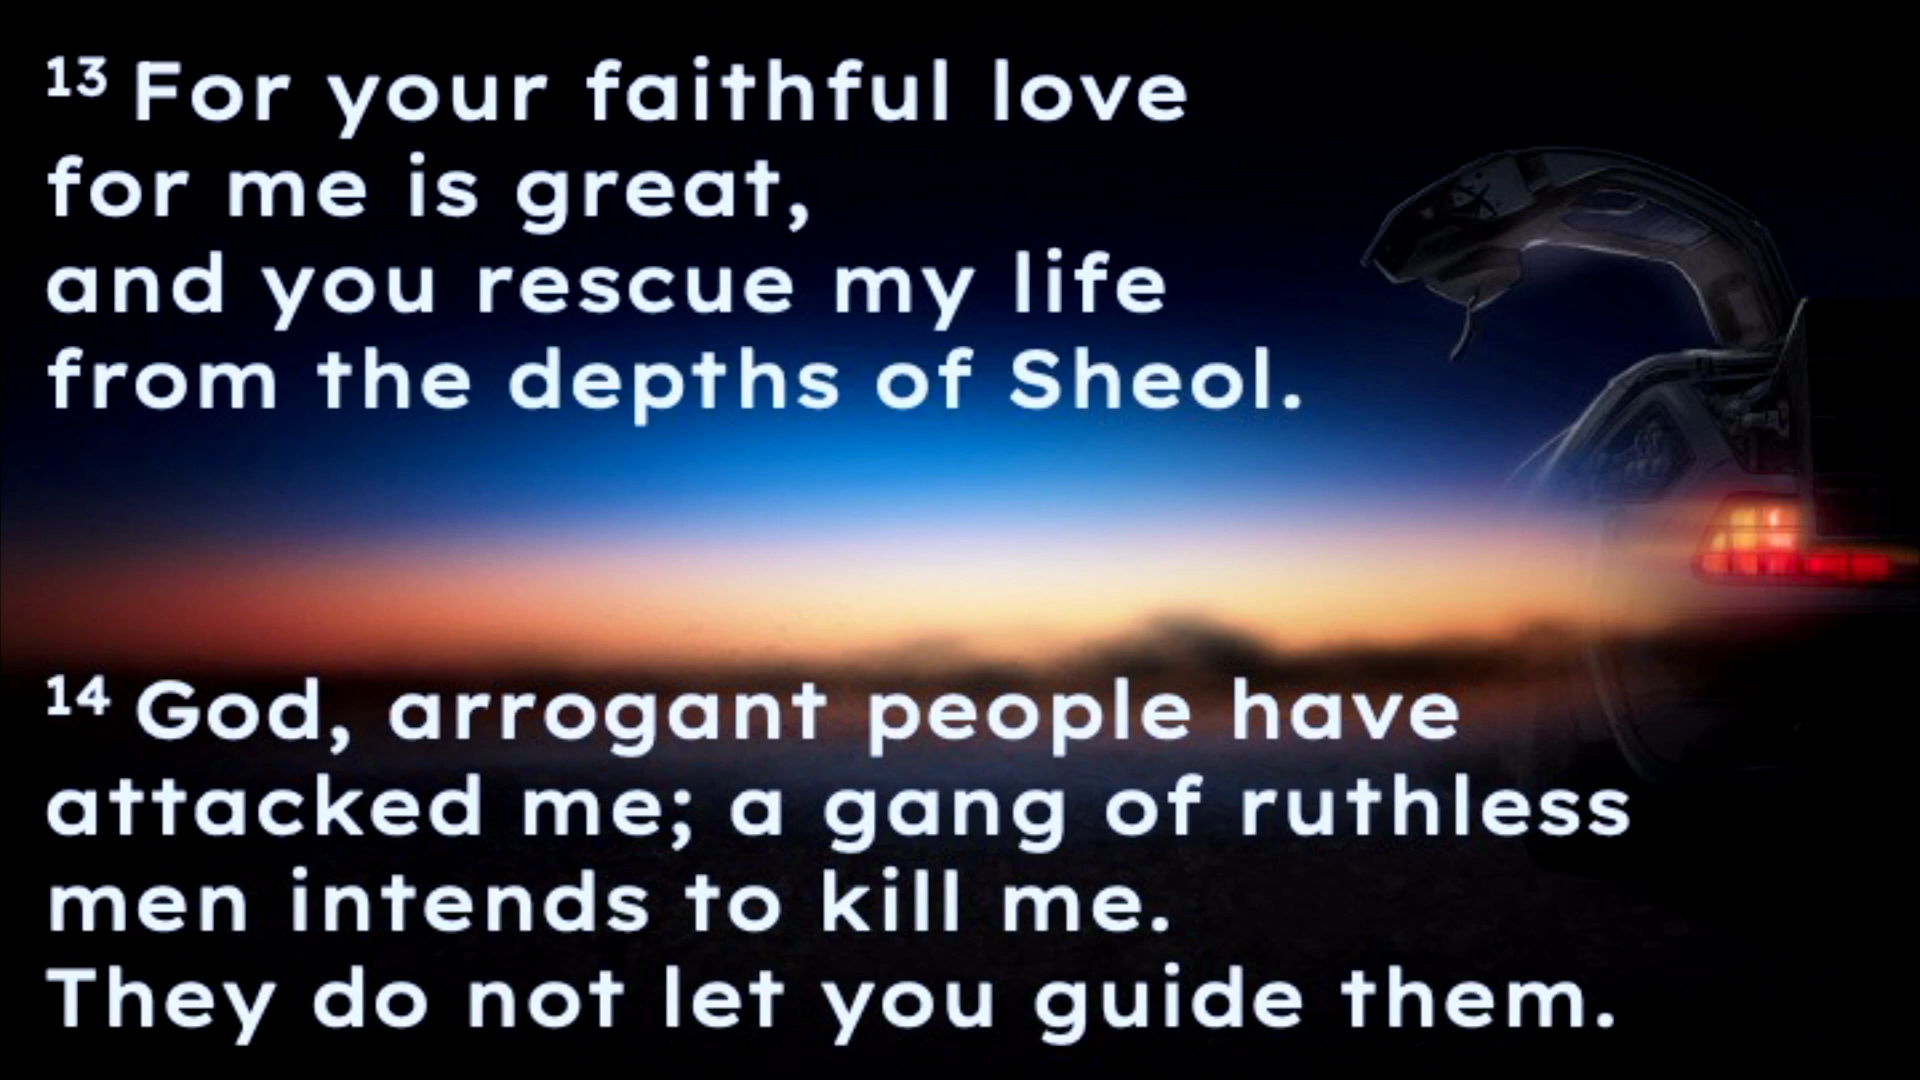 13 For your faithful love
for me is great,
and you rescue my life
from the depths of Sheol.
14 God, arrogant people have
attacked me; a gang of ruthless
men intends to kill me.
They do not let you guide them.